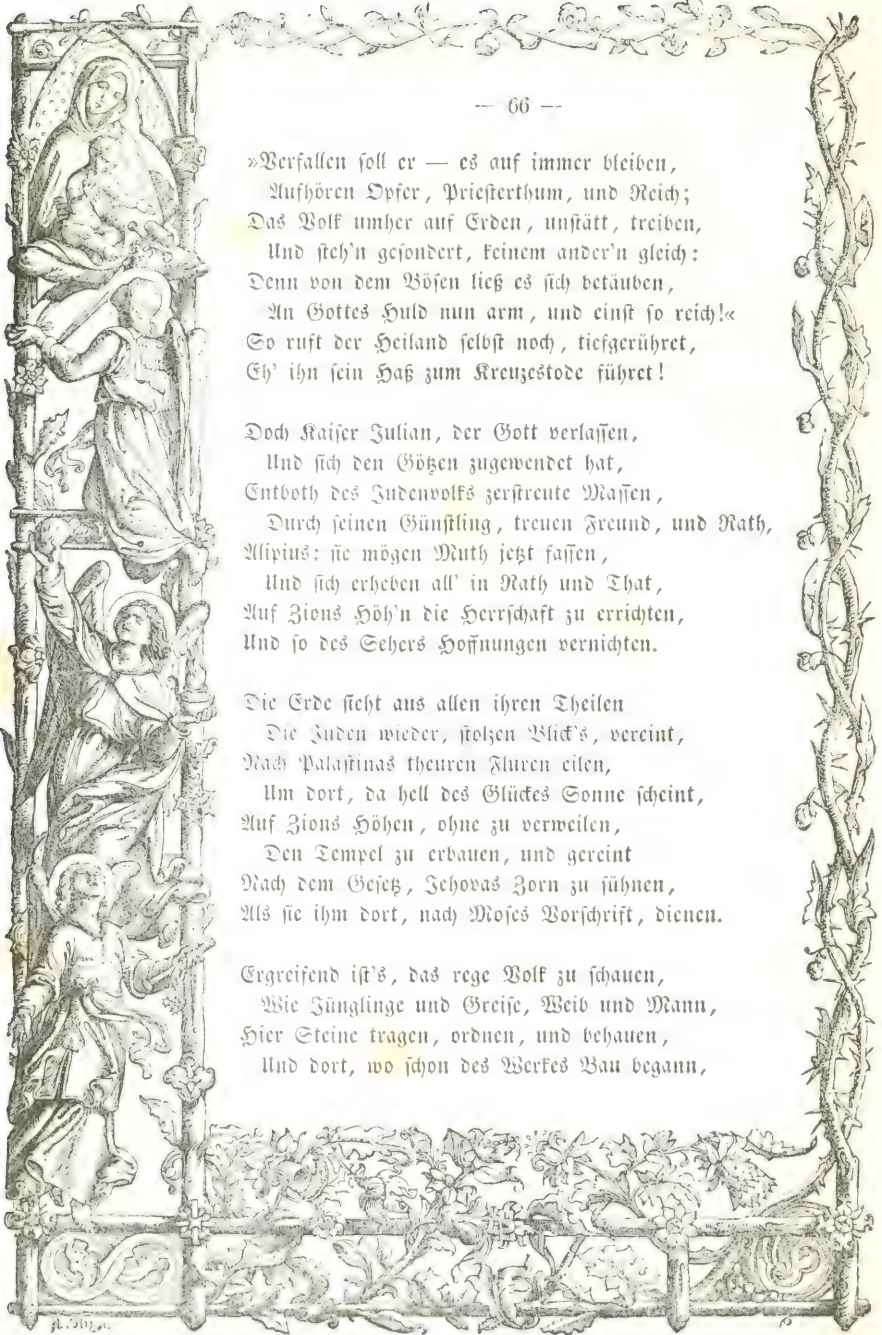 — 66 —
»Verfallen soll er — es auf immer bleiben,
Aufhören Opfer, Priesterthum, und Reich;
Das Volk umher auf Erden, unstätt, treiben,
Und steh'n gesondert, keinem ander'n gleich:
Denn von dem Bösen ließ es sich betäuben,
An Gottes Huld nun arm, und einst so reich!«
So ruft der Heiland selbst noch, tiefgerühret,
Eh' ihn sein Haß zum Kreuzestode führet!
Doch Kaiser Julian, der Gott verlassen,
Und sich den Götzen zugewendet hat,
Entboth des Judenvolks zerstreute Massen,
Durch seinen Günstling, treuen Freund, und Rath,
Alipius: sie mögen Muth jetzt fassen,
Und sich erheben all' in Rath und That,
Auf Zions Höh'n die Herrschaft zu errichten,
Und so des Sehers Hoffnungen vernichten.
Die Erde sieht aus allen ihren Theilen
Die Juden wieder, stolzen Blick's, vereint,
Nach Palästinas theuren Fluren eilen,
Um dort, da hell des Glückes Sonne scheint,
Auf Zions Höhen, ohne zu verweilen,
Den Tempel zu erbauen, und gereint
Nach dem Gesetz, Jehovas Zorn zu sühnen,
Als sie ihm dort, nach Moses Vorschrift, dienen.
Ergreifend ist's, das rege Volk zu schauen,
Wie Jünglinge und Greise, Weib und Mann,
Hier Steine tragen, ordnen, und behauen,
Und dort, wo schon des Werkes Bau begann,